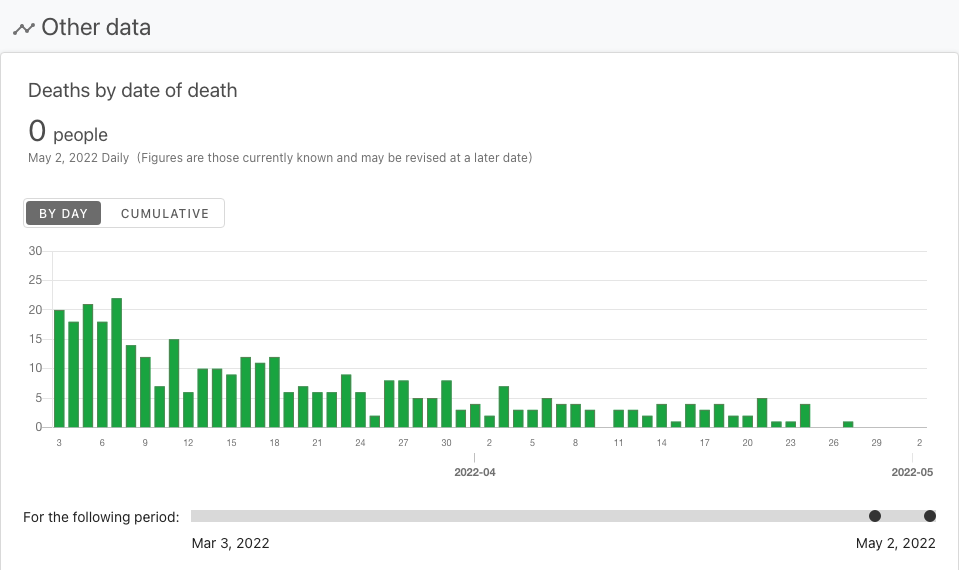 Other data
Deaths by date of death
0 people
May 2, 2022 Daily (Figures are those currently known and may be revised at a later date)
BY DAY CUMULATIVE
30
25
20
15
10
5
0
3 6 9 12 15 18 21 24 27 30 2 5 8 11 14 17 20 23 26 29 2
2022-04 2022-05
For the following period:
Mar 3, 2022 May 2, 2022